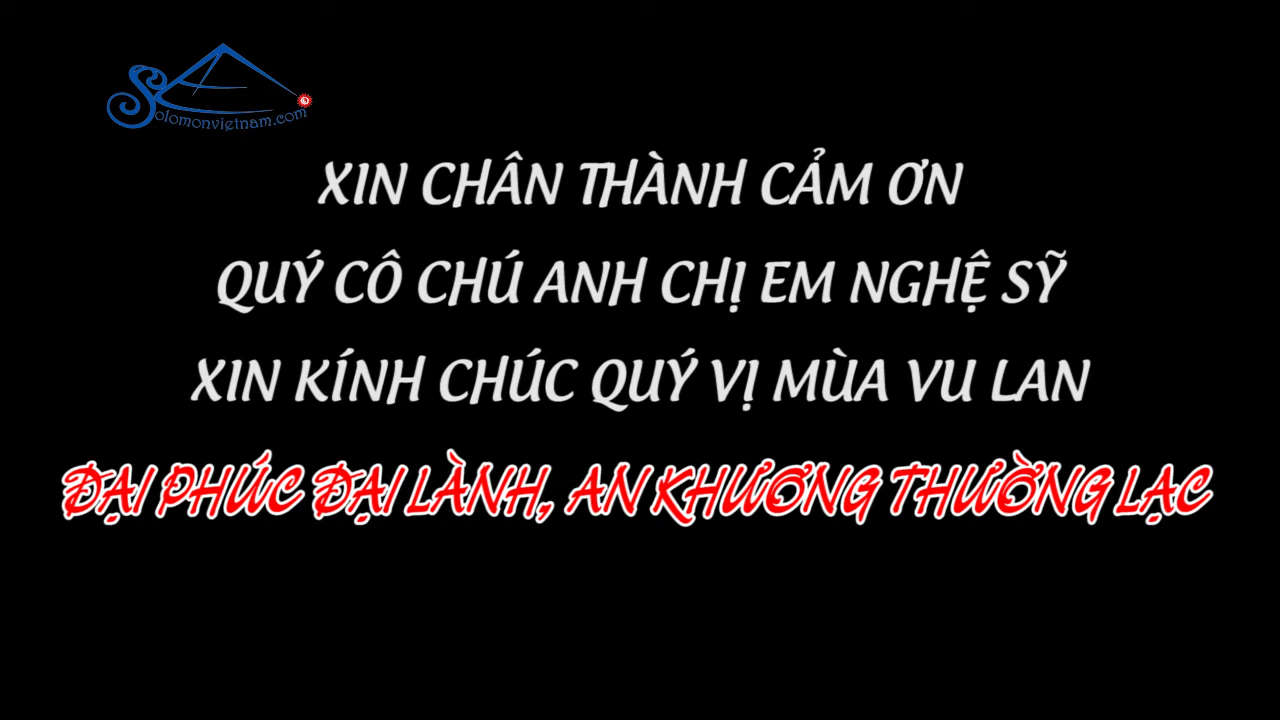 Solomonvietnam.com
XIN CHÂN THÀNH CẢM ƠN
QUÝ CÔ CHÚ ANH CHỊ EM NGHỆ SỸ
XIN KÍNH CHÚC QUÝ VỊ MÙA VU LAN
ĐẠI PHÚC ĐẠI LÀNH, AN KHƯƠNG THƯỜNG LẠC